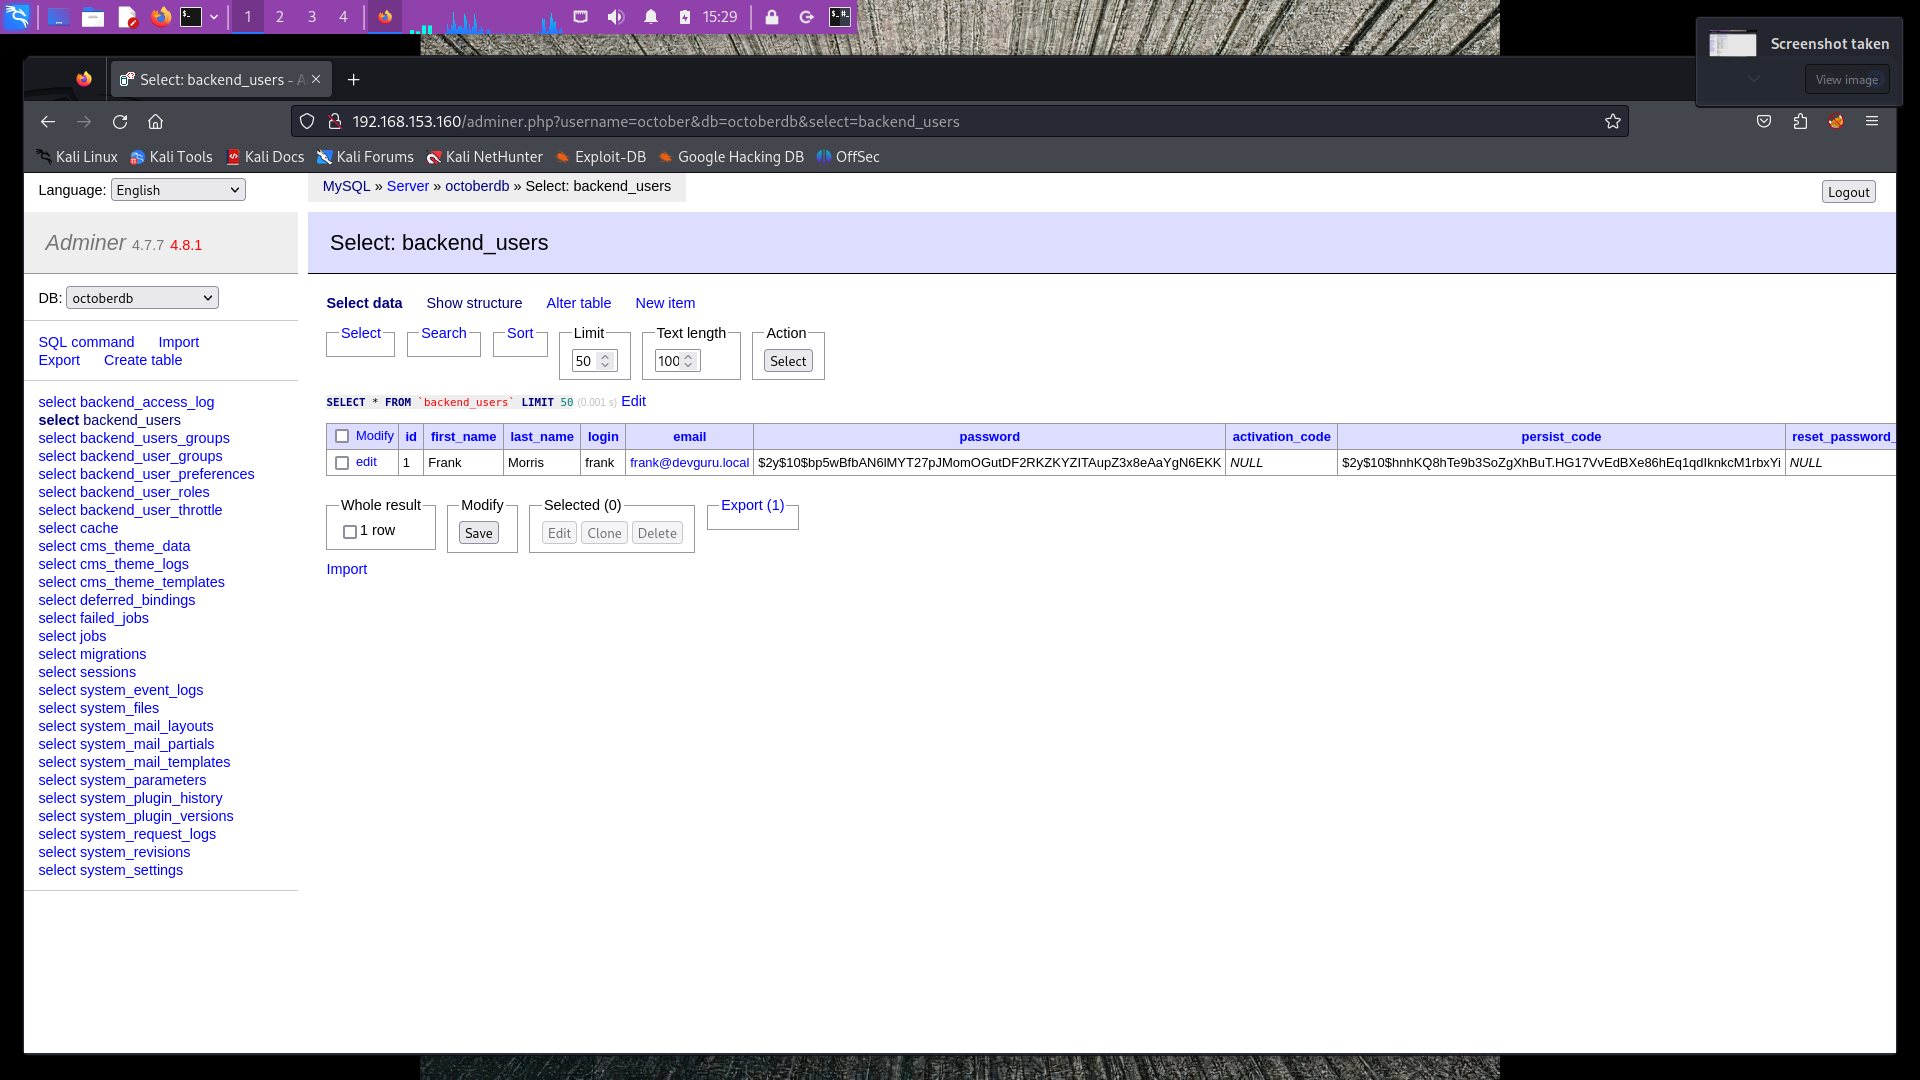 1 2 3 4 15:29
Screenshot taken
View image
Select: backend_users - A
192.168.153.160/adminer.php?username=october&db=octoberdb&select=backend_users
Kali Linux Kali Tools Kali Docs Kali Forums Kali NetHunter Exploit-DB Google Hacking DB OffSec
Language: English
MySQL » Server » octoberdb » Select: backend_users
Logout
Adminer 4.7.7 4.8.1
Select: backend_users
DB: octoberdb
SQL command Import
Export Create table
select backend_access_log
select backend_users
select backend_users_groups
select backend_user_groups
select backend_user_preferences
select backend_user_roles
select backend_user_throttle
select cache
select cms_theme_data
select cms_theme_logs
select cms_theme_templates
select deferred_bindings
select failed_jobs
select jobs
select migrations
select sessions
select system_event_logs
select system_files
select system_mail_layouts
select system_mail_partials
select system_mail_templates
select system_parameters
select system_plugin_history
select system_plugin_versions
select system_request_logs
select system_revisions
select system_settings
Select data Show structure Alter table New item
Select Search Sort Limit Text length Action
50 100 Select
SELECT * FROM `backend_users` LIMIT 50 (0.001 s) Edit
Modify id first_name last_name login email password activation_code persist_code reset_password_
edit 1 Frank Morris frank frank@devguru.local $2y$10$bp5wBfbAN6lMYT27pJMomOGutDF2RKZKYZITAupZ3x8eAaYgN6EKK NULL $2y$10$hnhKQ8hTe9b3SoZgXhBuT.HG17VvEdBXe86hEq1qdIknkcM1rbxYi NULL
Whole result Modify Selected (0) Export (1)
1 row Save Edit Clone Delete
Import